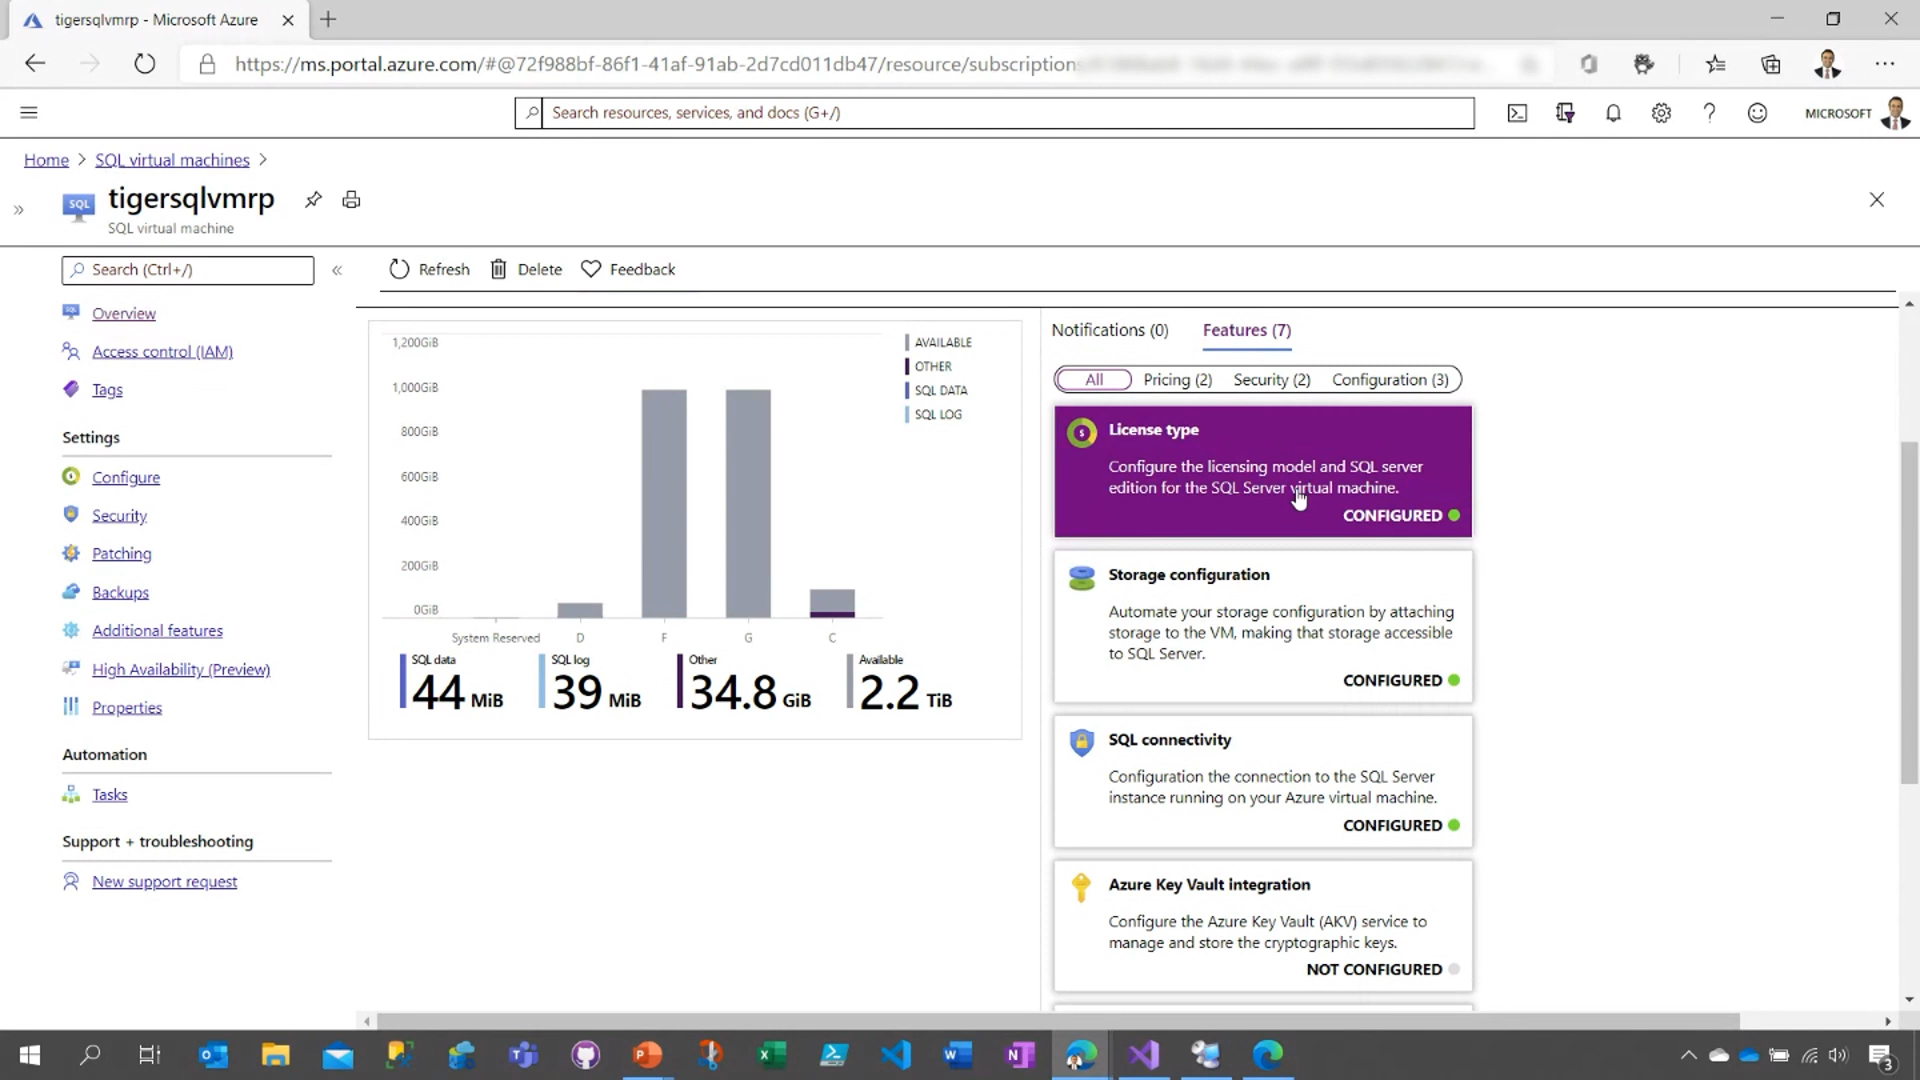 tigersqlvmrp - Microsoft Azure
https://ms.portal.azure.com/#@72f988bf-86f1-41af-91ab-2d7cd011db47/resource/subscription
Search resources, services, and docs (G+/)
MICROSOFT
Home > SQL virtual machines >
SQL
tigersqlvmrp
SQL virtual machine
Search (Ctrl+/)
Refresh
Delete
Feedback
Overview
Access control (IAM)
Tags
Settings
Configure
Security
Patching
Backups
Additional features
High Availability (Preview)
Properties
Automation
Tasks
Support + troubleshooting
New support request
1,200GiB
1,000GiB
800GiB
600GiB
400GiB
200GiB
0GiB
System Reserved
D
F
G
C
AVAILABLE
OTHER
SQL DATA
SQL LOG
SQL data
44 MiB
SQL log
39 MiB
Other
34.8 GiB
Available
2.2 TiB
Notifications (0)
Features (7)
All
Pricing (2)
Security (2)
Configuration (3)
License type
Configure the licensing model and SQL server
edition for the SQL Server virtual machine.
CONFIGURED
Storage configuration
Automate your storage configuration by attaching
storage to the VM, making that storage accessible
to SQL Server.
CONFIGURED
SQL connectivity
Configuration the connection to the SQL Server
instance running on your Azure virtual machine.
CONFIGURED
Azure Key Vault integration
Configure the Azure Key Vault (AKV) service to
manage and store the cryptographic keys.
NOT CONFIGURED
3